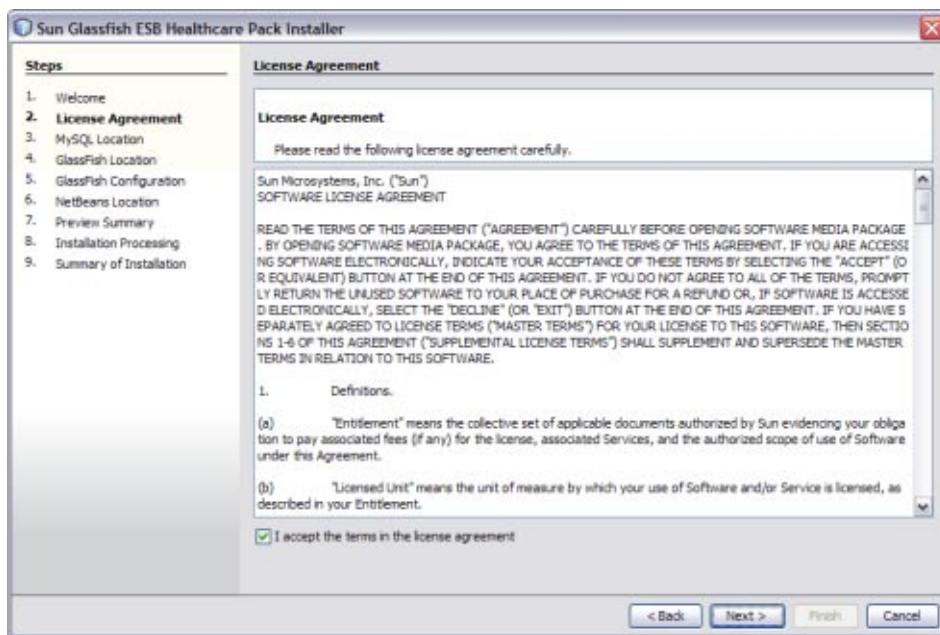 Sun Glassfish ESB Healthcare Pack Installer
Steps
1. Welcome
2. License Agreement
3. MySQL Location
4. GlassFish Location
5. GlassFish Configuration
6. NetBeans Location
7. Preview Summary
8. Installation Processing
9. Summary of Installation
License Agreement
License Agreement
Please read the following license agreement carefully.
Sun Microsystems, Inc. ("Sun")
SOFTWARE LICENSE AGREEMENT
READ THE TERMS OF THIS AGREEMENT ("AGREEMENT") CAREFULLY BEFORE OPENING SOFTWARE MEDIA PACKAGE
. BY OPENING SOFTWARE MEDIA PACKAGE, YOU AGREE TO THE TERMS OF THIS AGREEMENT. IF YOU ARE ACCESSI
NG SOFTWARE ELECTRONICALLY, INDICATE YOUR ACCEPTANCE OF THESE TERMS BY SELECTING THE "ACCEPT" (O
R EQUIVALENT) BUTTON AT THE END OF THIS AGREEMENT. IF YOU DO NOT AGREE TO ALL OF THE TERMS, PROMPT
LY RETURN THE UNUSED SOFTWARE TO YOUR PLACE OF PURCHASE FOR A REFUND OR, IF SOFTWARE IS ACCESSE
D ELECTRONICALLY, SELECT THE "DECLINE" (OR "EXIT") BUTTON AT THE END OF THIS AGREEMENT. IF YOU HAVE S
EPARATELY AGREED TO LICENSE TERMS ("MASTER TERMS") FOR YOUR LICENSE TO THIS SOFTWARE, THEN SECTIO
NS 1-6 OF THIS AGREEMENT ("SUPPLEMENTAL LICENSE TERMS") SHALL SUPPLEMENT AND SUPERSEDE THE MASTER
TERMS IN RELATION TO THIS SOFTWARE.
1. Definitions.
(a) "Entitlement" means the collective set of applicable documents authorized by Sun evidencing your obliga
tion to pay associated fees (if any) for the license, associated Services, and the authorized scope of use of Software
under this Agreement.
(b) "Licensed Unit" means the unit of measure by which your use of Software and/or Service is licensed, as
described in your Entitlement.
I accept the terms in the license agreement
< Back
Next >
Finish
Cancel